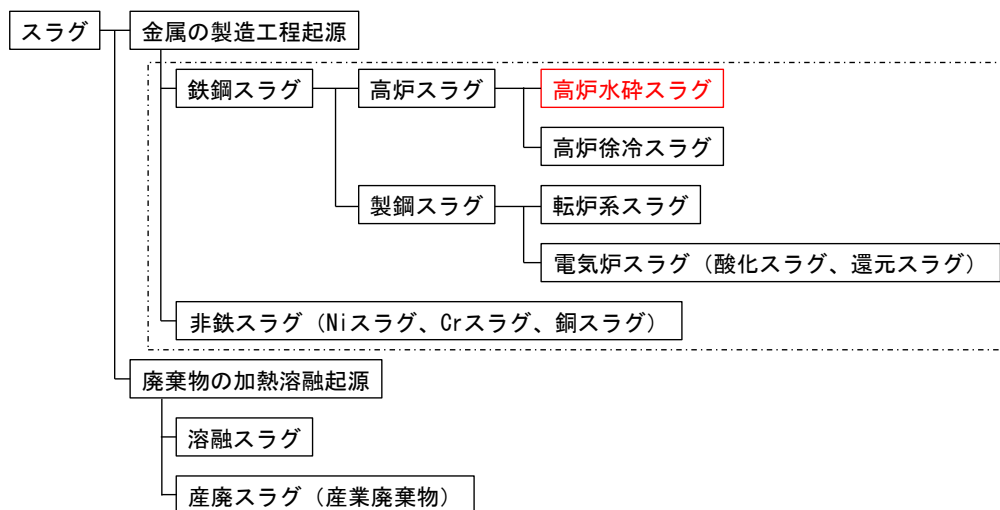 スラグ
金属の製造工程起源
鉄鋼スラグ
高炉スラグ
高炉水砕スラグ
高炉徐冷スラグ
製鋼スラグ
転炉系スラグ
電気炉スラグ（酸化スラグ、還元スラグ）
非鉄スラグ（Niスラグ、Crスラグ、銅スラグ）
廃棄物の加熱溶融起源
溶融スラグ
産廃スラグ（産業廃棄物）